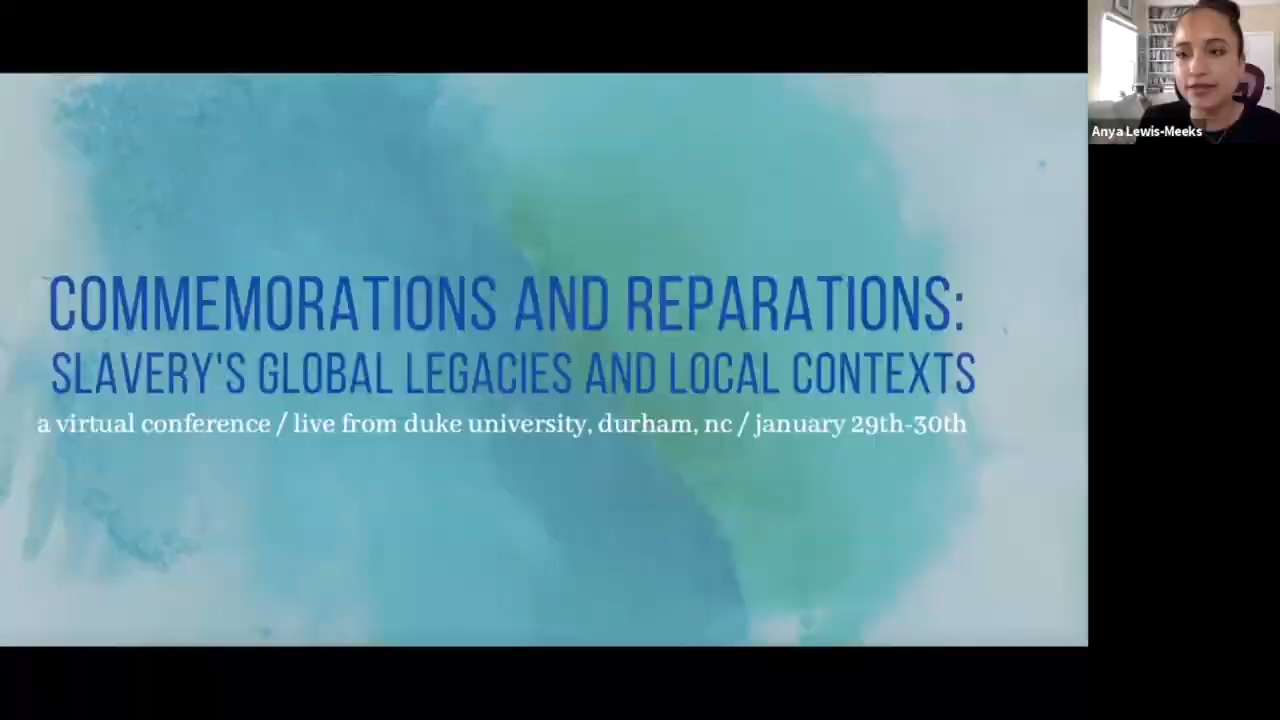 COMMEMORATIONS AND REPARATIONS:
SLAVERY'S GLOBAL LEGACIES AND LOCAL CONTEXTS
a virtual conference / live from duke university, durham, nc / january 29th-30th
Anya Lewis-Meeks